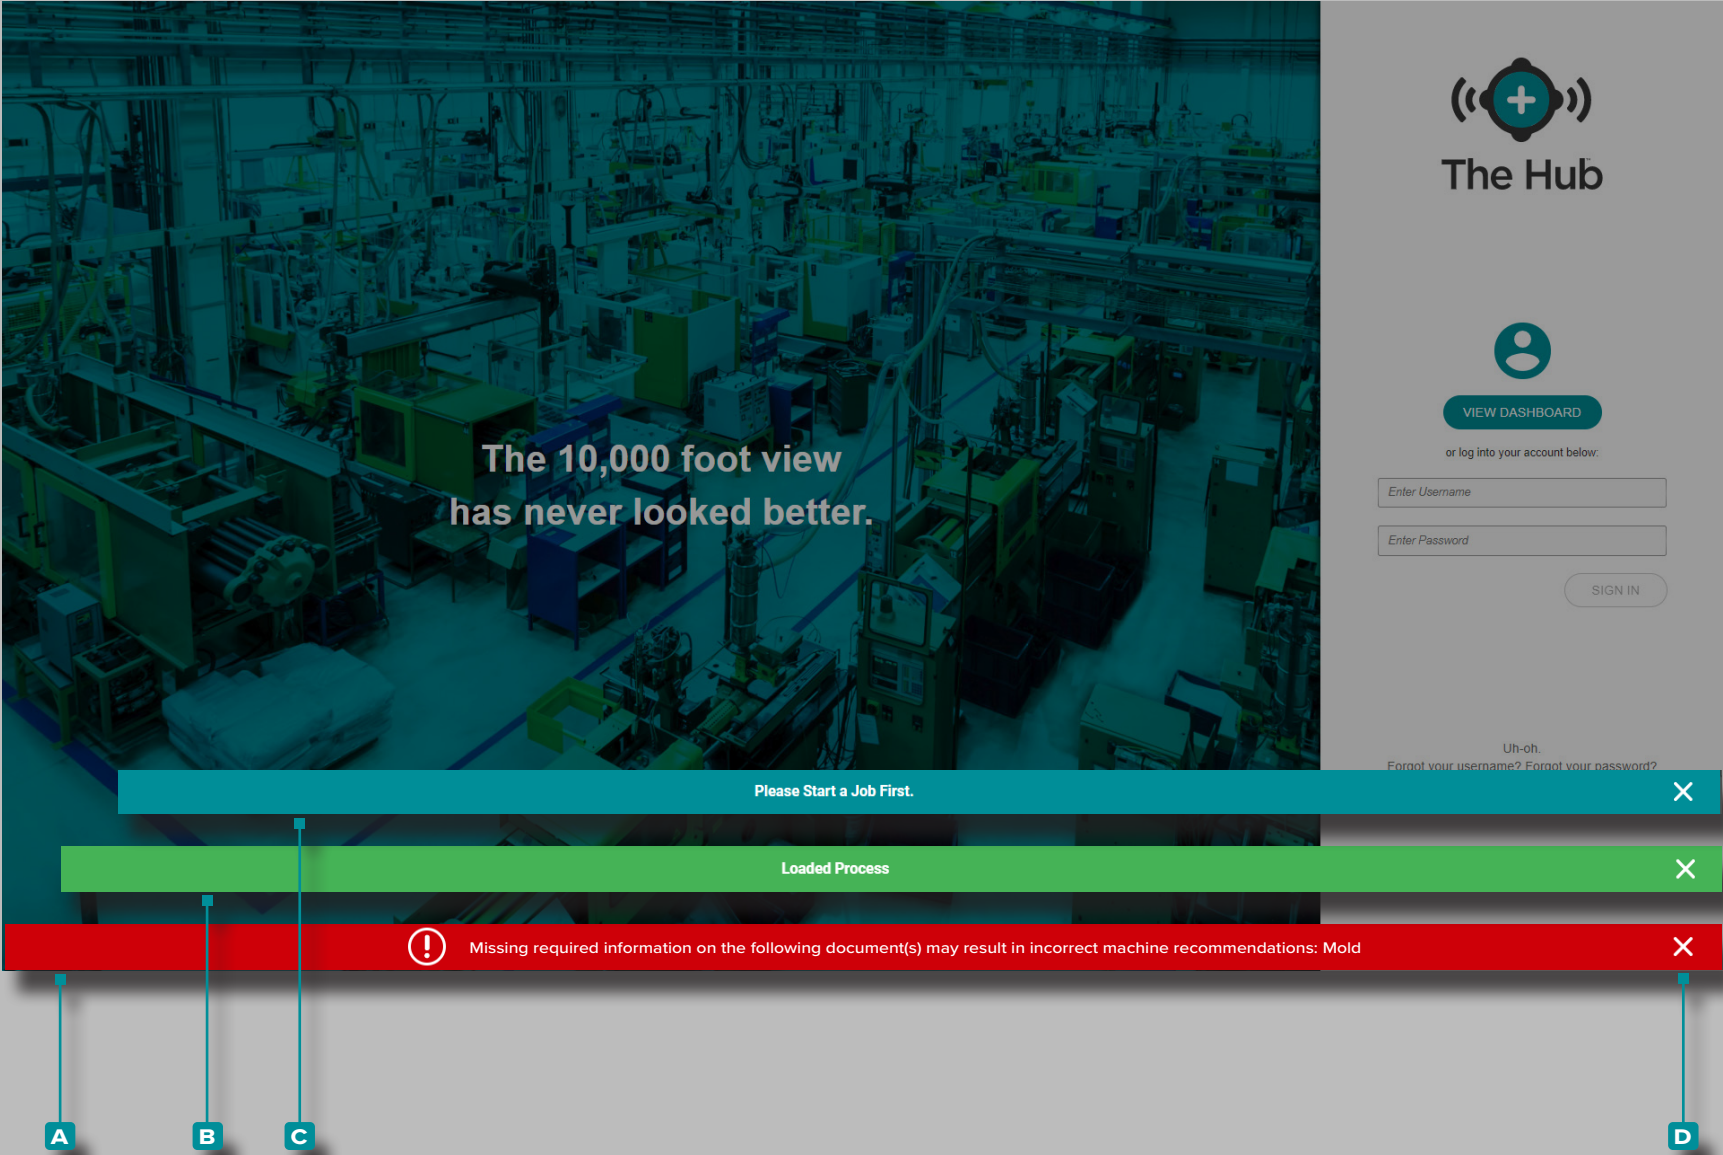 The Hub
The 10,000 foot view
has never looked better.
VIEW DASHBOARD
or log into your account below:
Enter Username
Enter Password
SIGN IN
Uh-oh.
Forgot your username? Forgot your password?
Please Start a Job First.
Loaded Process
Missing required information on the following document(s) may result in incorrect machine recommendations: Mold
A
B
C
D